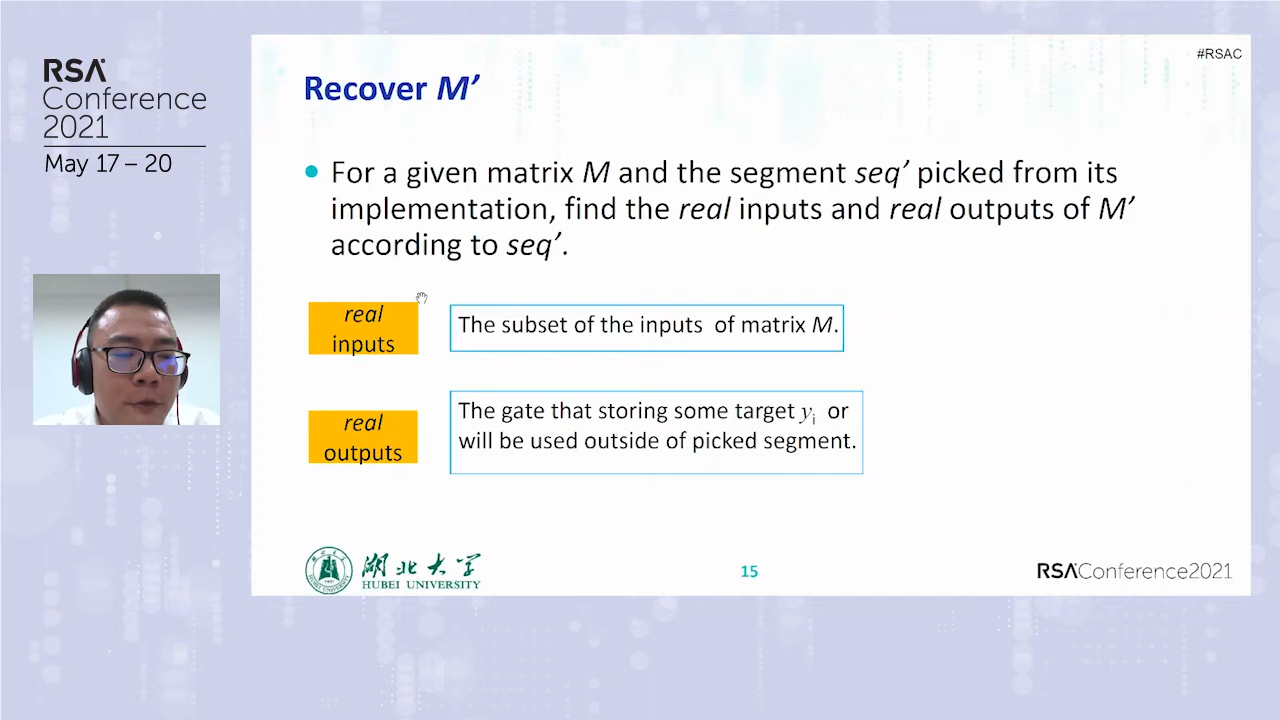 RSA
Conference
2021
May 17 – 20
#RSAC
Recover M’
For a given matrix M and the segment seq’ picked from its
implementation, find the real inputs and real outputs of M’
according to seq’.
real
inputs
The subset of the inputs of matrix M.
real
outputs
The gate that storing some target yi or
will be used outside of picked segment.
湖北大学
HUBEI UNIVERSITY
15
RSAConference2021